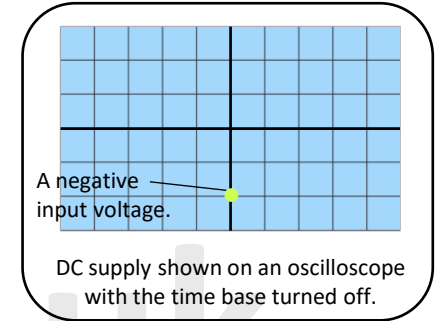 A negative
input voltage.
DC supply shown on an oscilloscope
with the time base turned off.